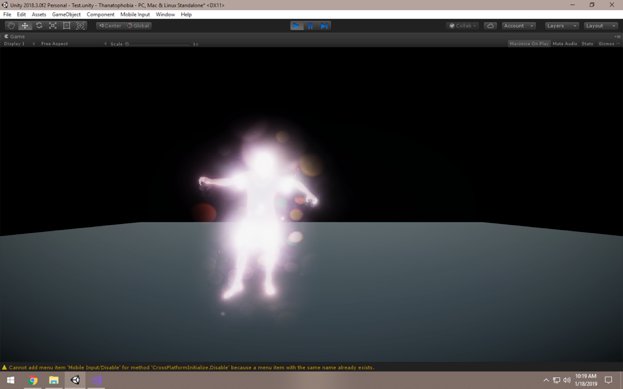 Unity 2018.3.0f2 Personal - Test.unity - Thanatophobia - PC, Mac & Linux Standalone* <DX11>
File Edit Assets GameObject Component Mobile Input Window Help
Center Global Collab Account Layers Layout
Game
Display 1 Free Aspect Scale 1x Maximize On Play Mute Audio Stats Gizmos
Cannot add menu item 'Mobile Input/Disable' for method 'CrossPlatformInitialize.Disable' because a menu item with the same name already exists.
10:19 AM
1/18/2019